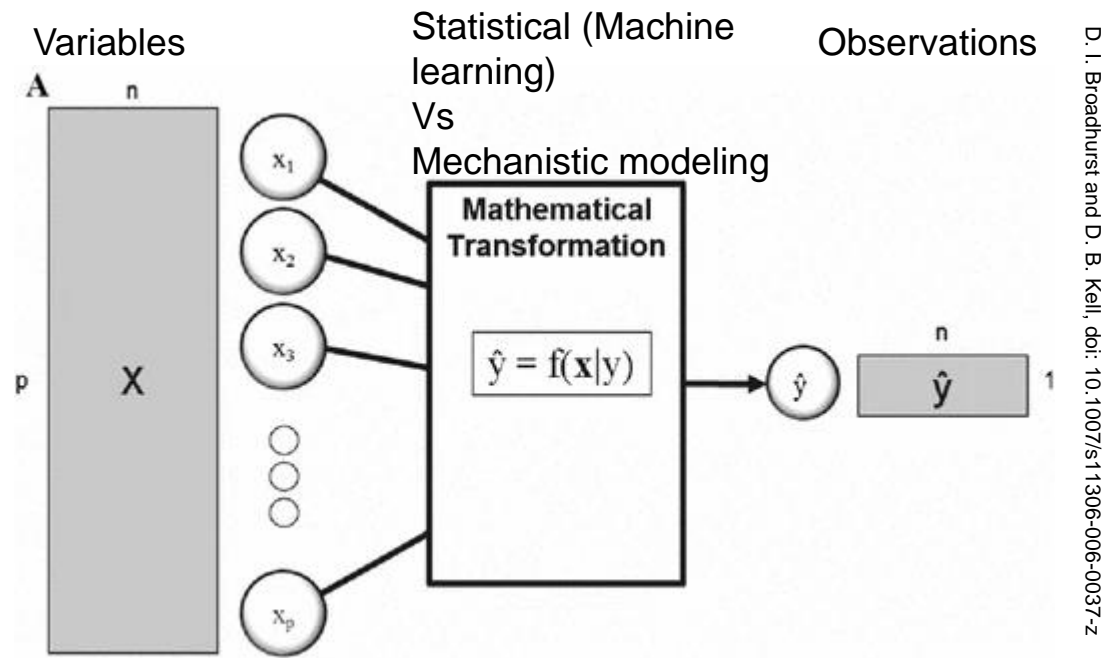 Variables
Statistical (Machine
learning)
Vs
Mechanistic modeling
Observations
A
n
p
X
x₁
x₂
x₃
xₚ
Mathematical
Transformation
ŷ = f(x|y)
ŷ
n
ŷ
1
D. I. Broadhurst and D. B. Kell, doi: 10.1007/s11306-006-0037-z